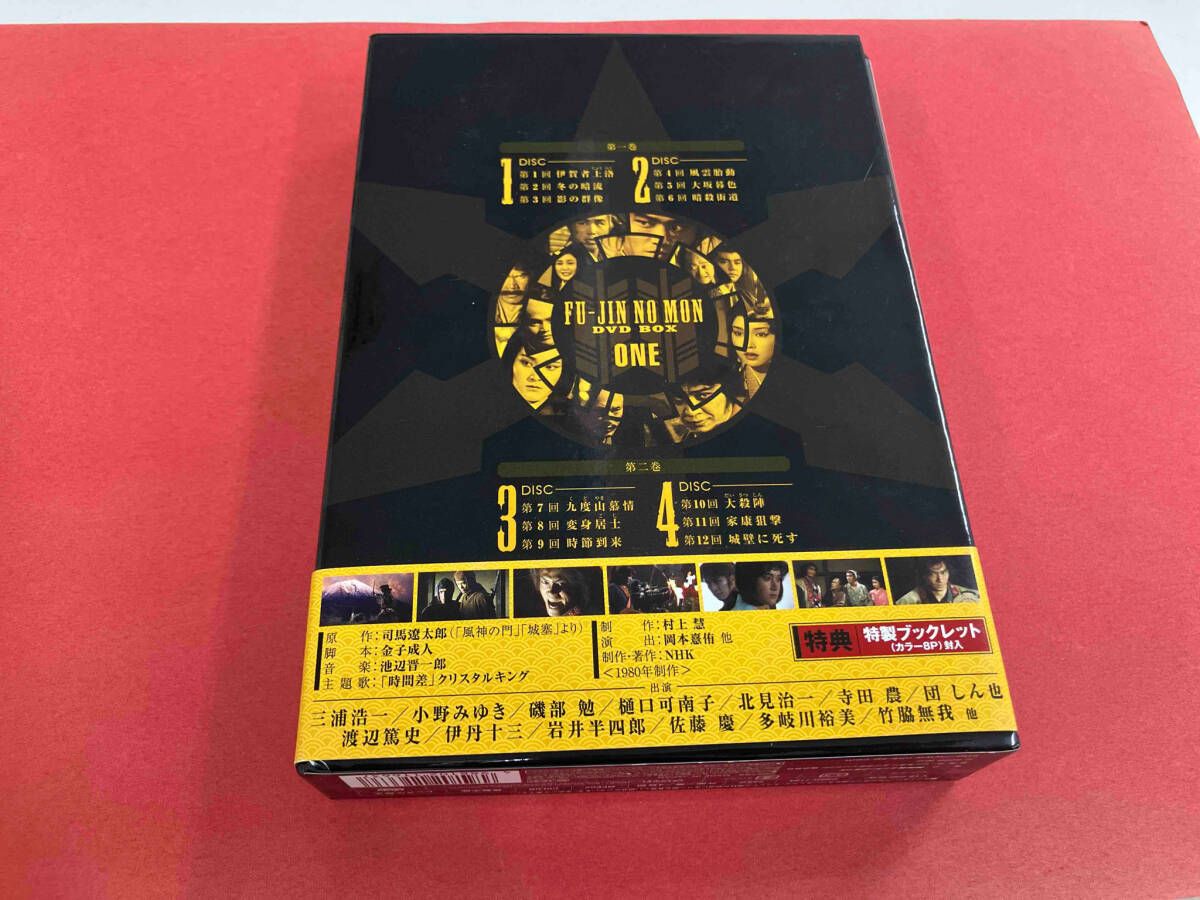 第一巻
1 DISC
第1回 伊賀者上洛
第2回 冬の暗流
第3回 影の群像
2 DISC
第4回 風雲胎動
第5回 大坂暮色
第6回 暗殺街道
FU-JIN NO MON
DVD BOX
ONE
第二巻
3 DISC
くどやま
第7回 九度山慕情
こじ
第8回 変身居士
第9回 時節到来
4 DISC
だいさつじん
第10回 大殺陣
第11回 家康狙撃
第12回 城壁に死す
原 作:司馬遼太郎(「風神の門」「城塞」より)
脚 本:金子成人
音 楽:池辺晋一郎
主題歌:「時間差」クリスタルキング
制 作:村上 慧
演 出:岡本憙侑 他
制作・著作:NHK
<1980年制作>
特典 特製ブックレット
(カラー8P)封入
出演
三浦浩一/小野みゆき/磯部 勉/樋口可南子/北見治一/寺田 農/団 しん也
渡辺篤史/伊丹十三/岩井半四郎/佐藤 慶/多岐川裕美/竹脇無我 他